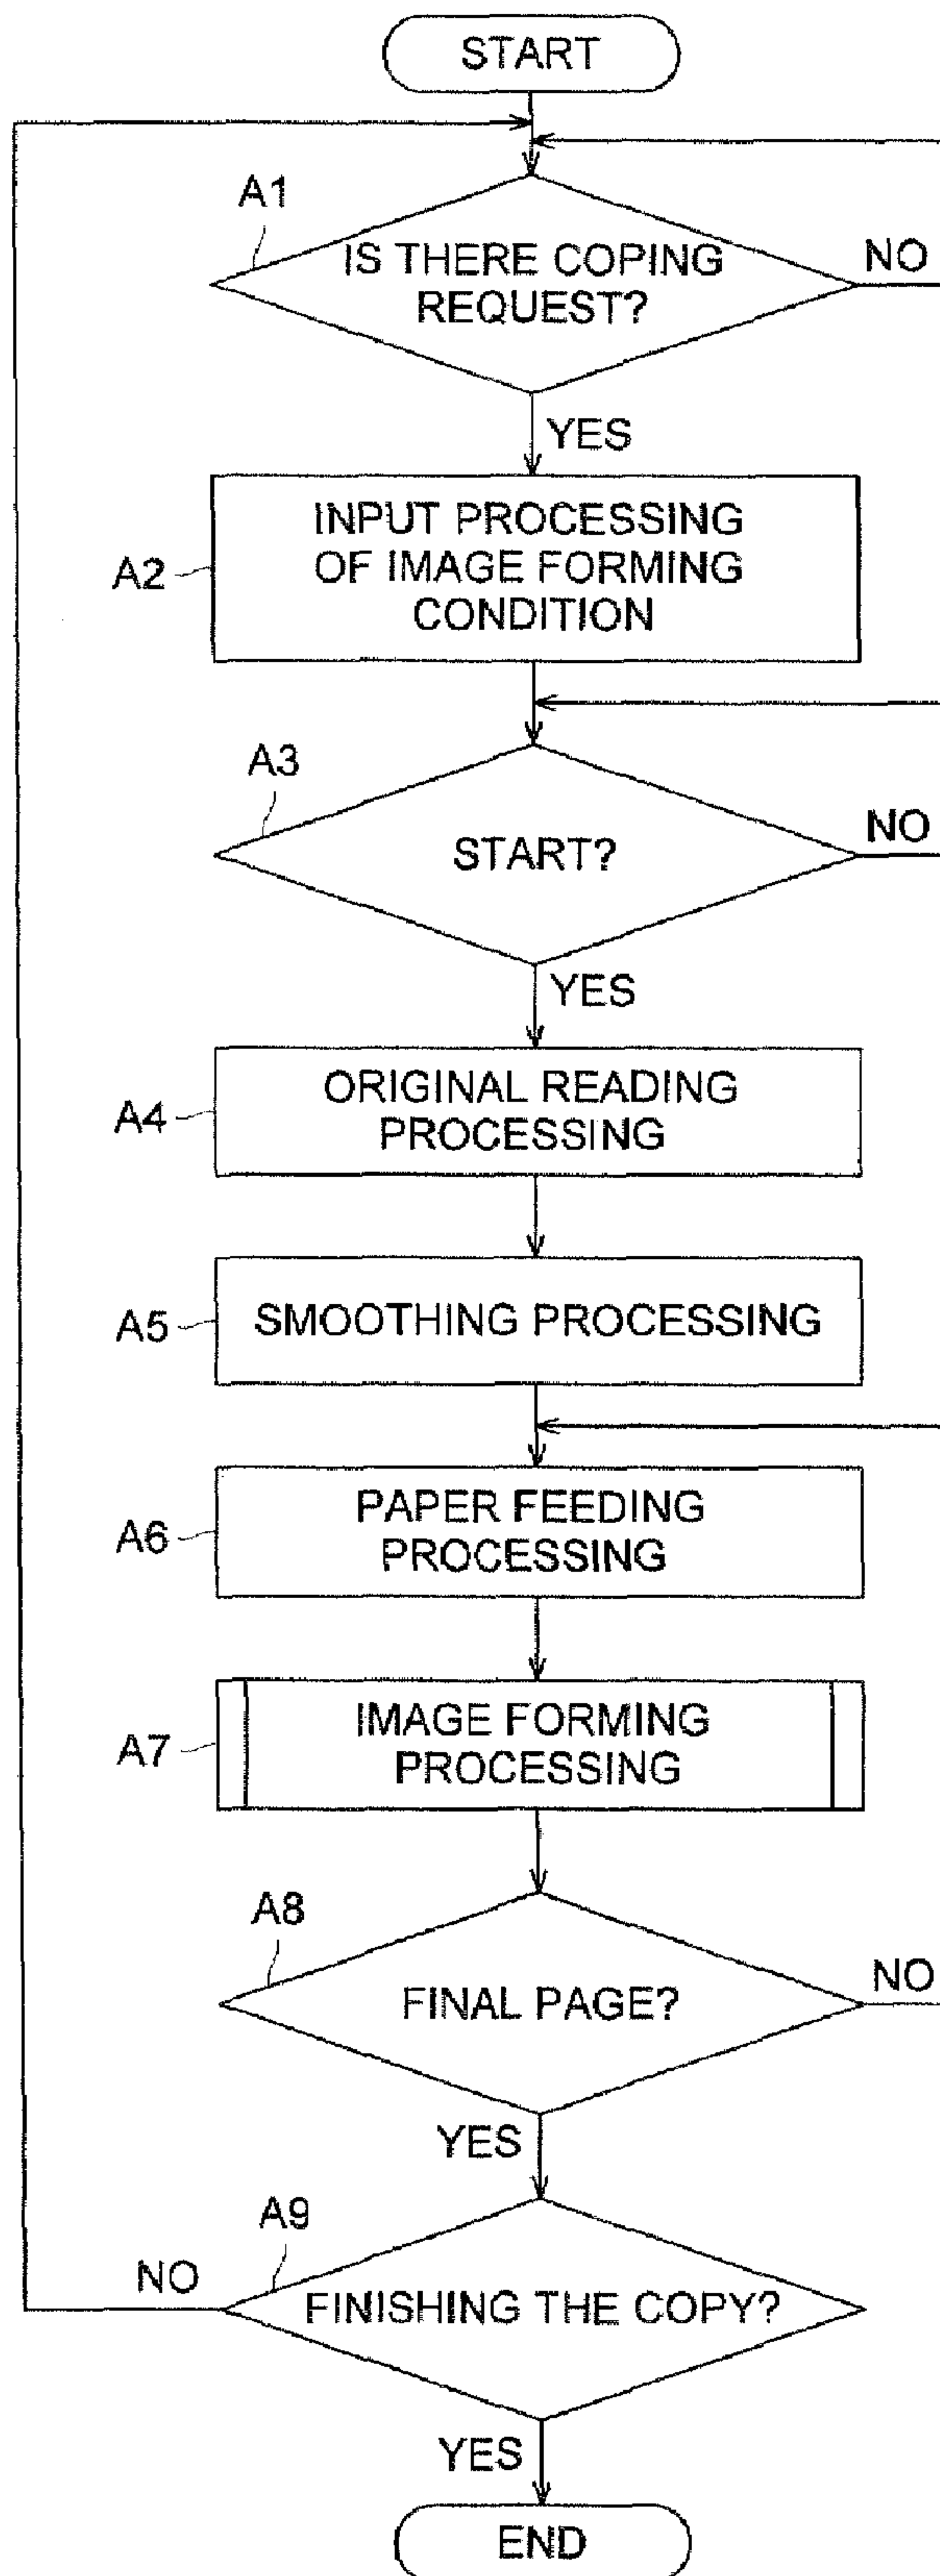 START
A1
IS THERE COPING
REQUEST?
NO
YES
A2
INPUT PROCESSING
OF IMAGE FORMING
CONDITION
A3
START?
NO
YES
A4
ORIGINAL READING
PROCESSING
A5
SMOOTHING PROCESSING
A6
PAPER FEEDING
PROCESSING
A7
IMAGE FORMING
PROCESSING
A8
FINAL PAGE?
NO
YES
A9
NO
FINISHING THE COPY?
YES
END